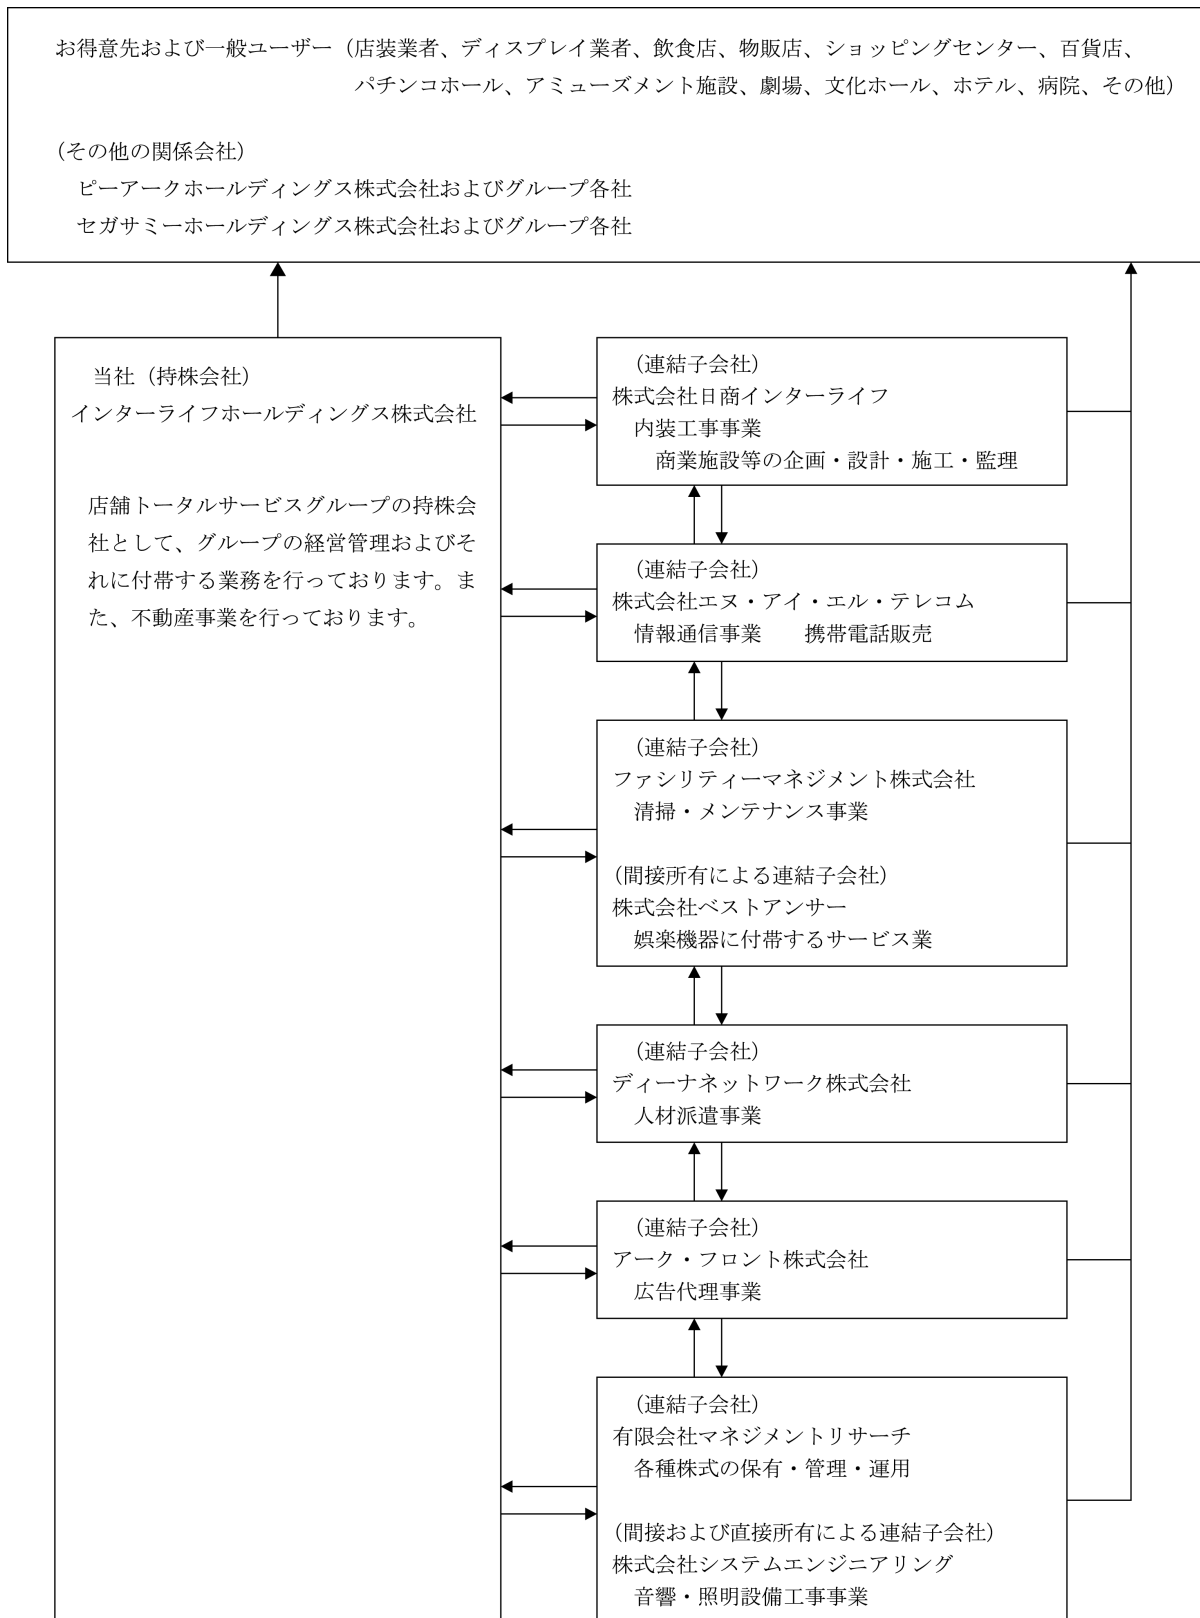 お得意先および一般ユーザー（店装業者、ディスプレイ業者、飲食店、物販店、ショッピングセンター、百貨店、
パチンコホール、アミューズメント施設、劇場、文化ホール、ホテル、病院、その他）
（その他の関係会社）
ピーアークホールディングス株式会社およびグループ各社
セガサミーホールディングス株式会社およびグループ各社
当社（持株会社）
インターライフホールディングス株式会社
店舗トータルサービスグループの持株会
社として、グループの経営管理およびそ
れに付帯する業務を行っております。ま
た、不動産事業を行っております。
（連結子会社）
株式会社日商インターライフ
内装工事事業
商業施設等の企画・設計・施工・監理
（連結子会社）
株式会社エヌ・アイ・エル・テレコム
情報通信事業　　携帯電話販売
（連結子会社）
ファシリティーマネジメント株式会社
清掃・メンテナンス事業
（間接所有による連結子会社）
株式会社ベストアンサー
娯楽機器に付帯するサービス業
（連結子会社）
ディーナネットワーク株式会社
人材派遣事業
（連結子会社）
アーク・フロント株式会社
広告代理事業
（連結子会社）
有限会社マネジメントリサーチ
各種株式の保有・管理・運用
（間接および直接所有による連結子会社）
株式会社システムエンジニアリング
音響・照明設備工事事業